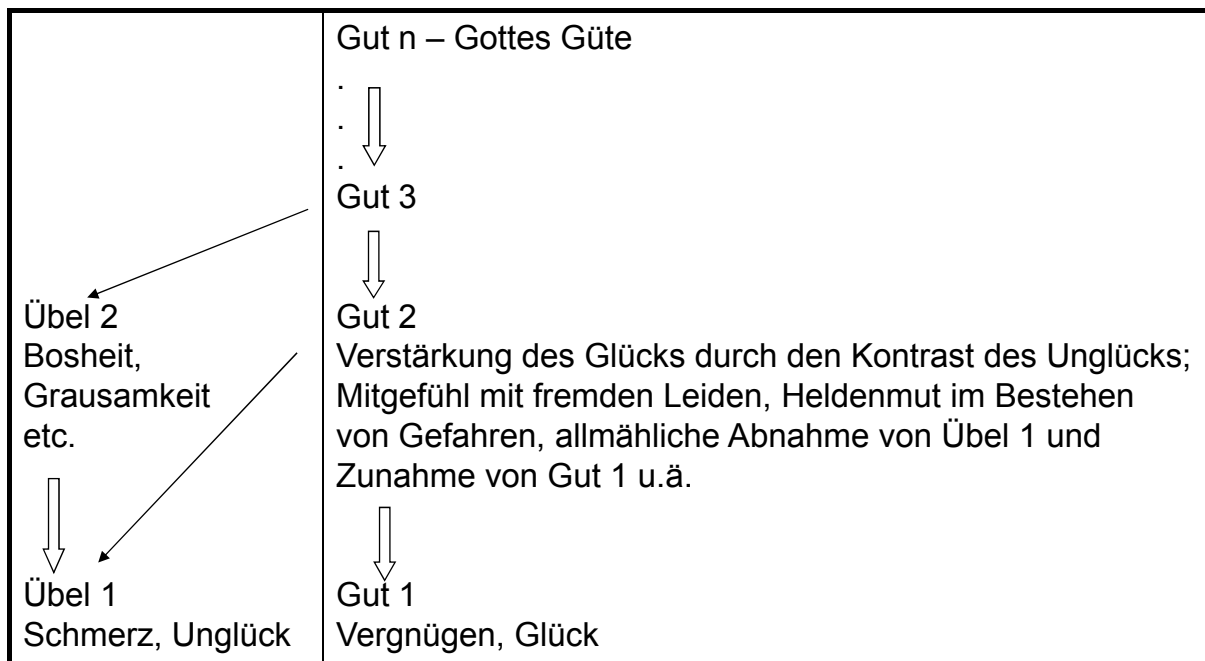 Gut n – Gottes Güte
.
.
.
Gut 3
Übel 2
Bosheit,
Grausamkeit
etc.
Gut 2
Verstärkung des Glücks durch den Kontrast des Unglücks;
Mitgefühl mit fremden Leiden, Heldenmut im Bestehen
von Gefahren, allmähliche Abnahme von Übel 1 und
Zunahme von Gut 1 u.ä.
Übel 1
Schmerz, Unglück
Gut 1
Vergnügen, Glück